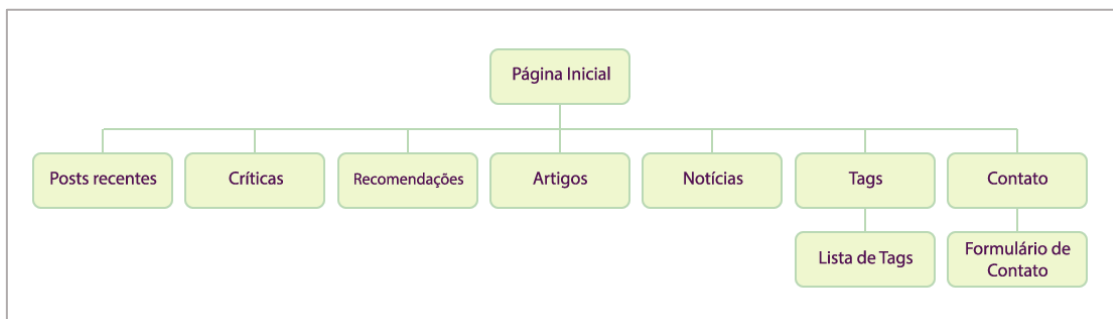 Página Inicial
Posts recentes
Críticas
Recomendações
Artigos
Notícias
Tags
Contato
Lista de Tags
Formulário de
Contato